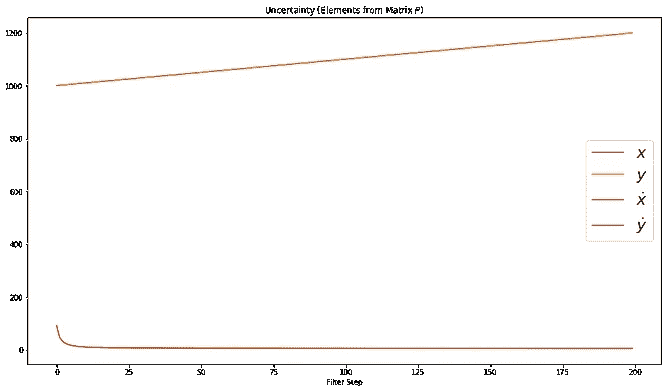 Uncertainty (Elements from Matrix P)
1200
1000
800
600
400
200
0
x
y
ẋ
ẏ
0 25 50 75 100 125 150 175 200
Filter Step